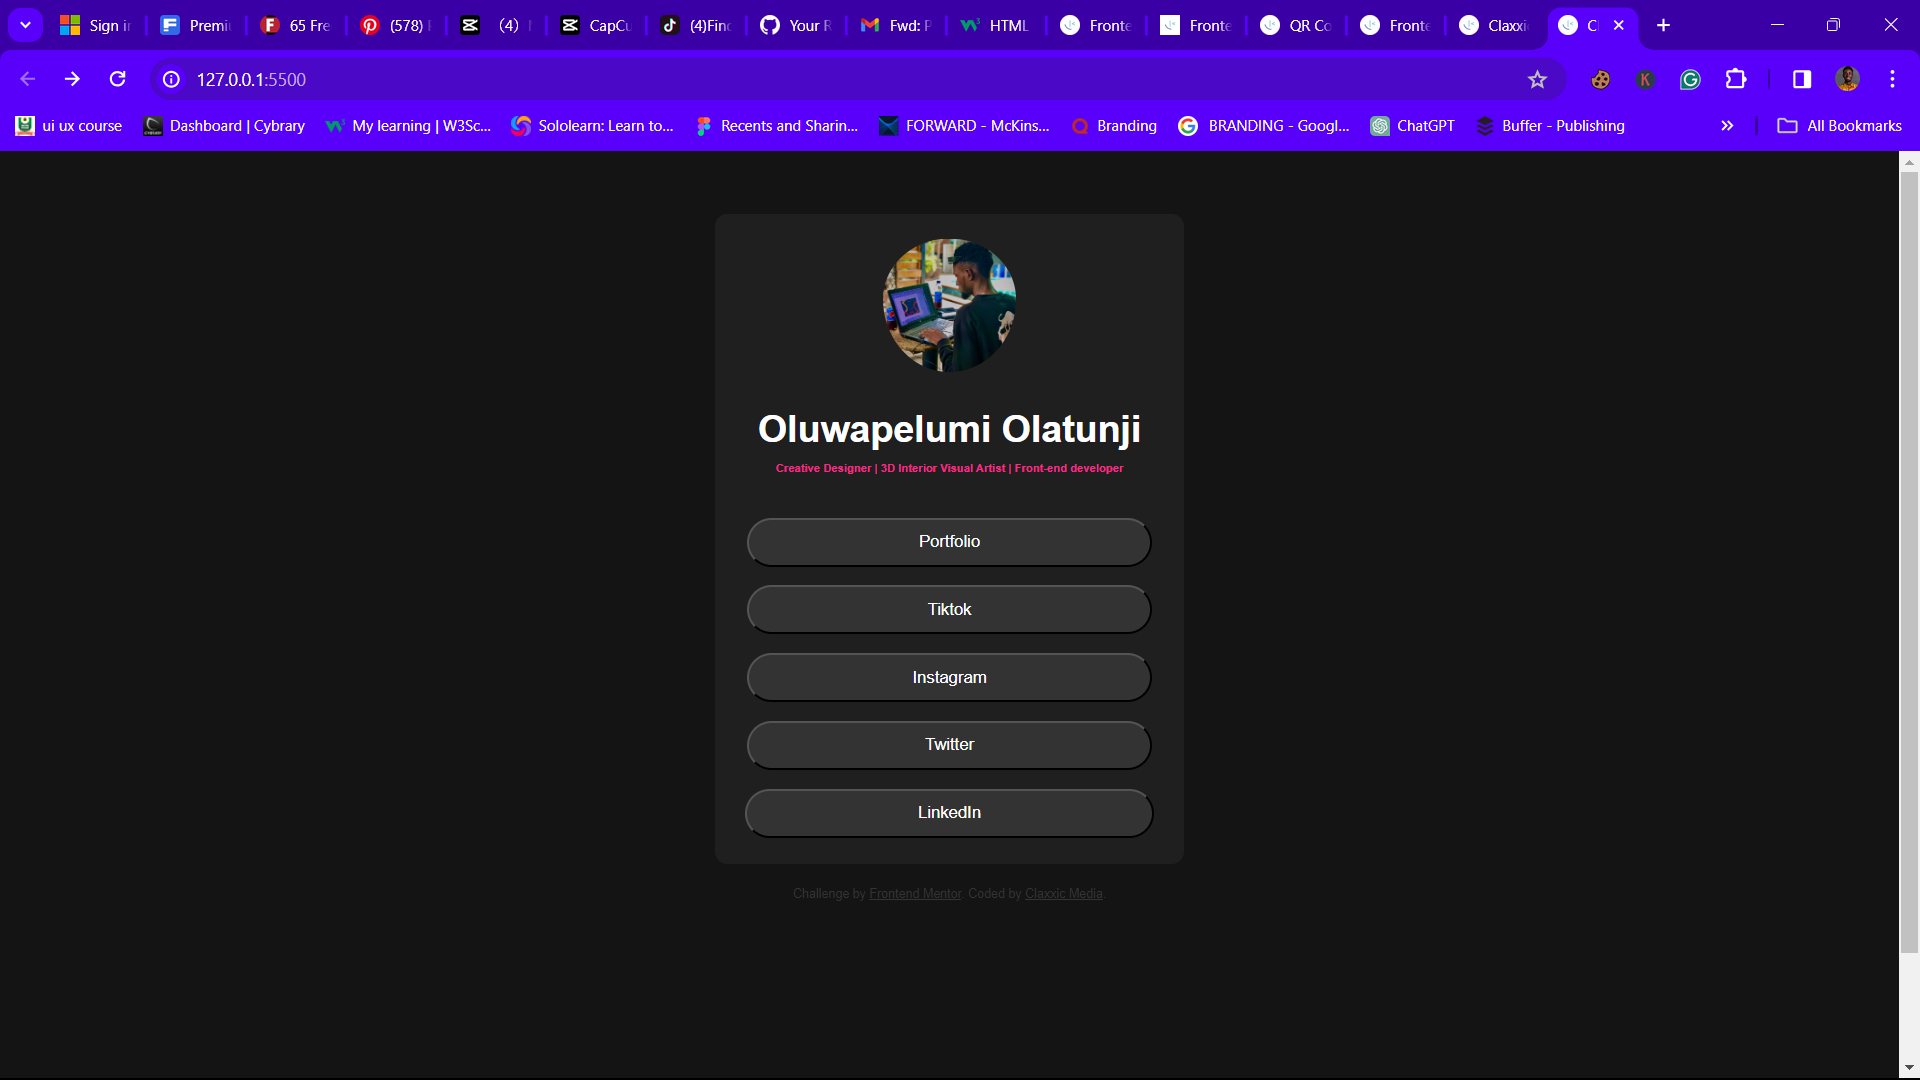 Sign in
Premi
65 Fre
(578)
(4)
CapCu
(4)Find
Your R
Fwd: P
HTML
Fronte
Fronte
QR Co
Fronte
Claxxi
Cl
127.0.0.1:5500
ui ux course
Dashboard | Cybrary
My learning | W3Sc...
Sololearn: Learn to...
Recents and Sharin...
FORWARD - McKins...
Branding
BRANDING - Googl...
ChatGPT
Buffer - Publishing
All Bookmarks
Oluwapelumi Olatunji
Creative Designer | 3D Interior Visual Artist | Front-end developer
Portfolio
Tiktok
Instagram
Twitter
LinkedIn
Challenge by Frontend Mentor. Coded by Claxxic Media.